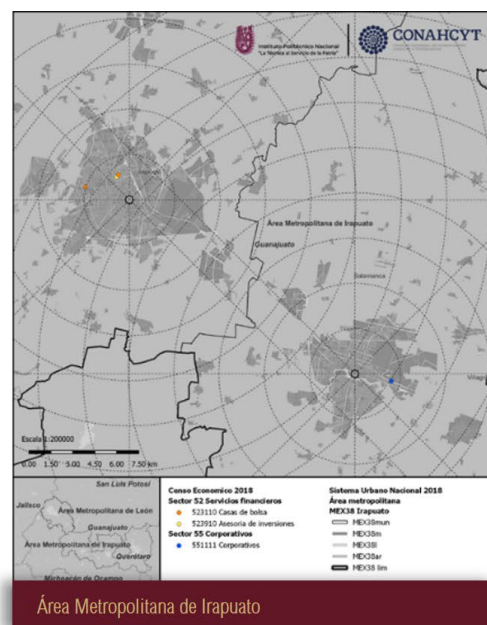 Instituto Politécnico Nacional
"La Técnica al Servicio de la Patria"
CONAHCYT
Área Metropolitana de Irapuato
Guanajuato
Salamanca
Escala 1:200000
0.00 1.50 3.00 4.50 6.00 7.50 km
San Luis Potosí
Jalisco
Área Metropolitana de León
Guanajuato
Área Metropolitana de Irapuato
Querétaro
Michoacán de Ocampo
Censo Economico 2018
Sector 52 Servicios financieros
523110 Casas de bolsa
523910 Asesoria de inversiones
Sector 55 Corporativos
551111 Corporativos
Sistema Urbano Nacional 2018
Área metropolitana
MEX38 Irapuato
MEX38mun
MEX38m
MEX38l
MEX38ar
MEX38 lim
Área Metropolitana de Irapuato